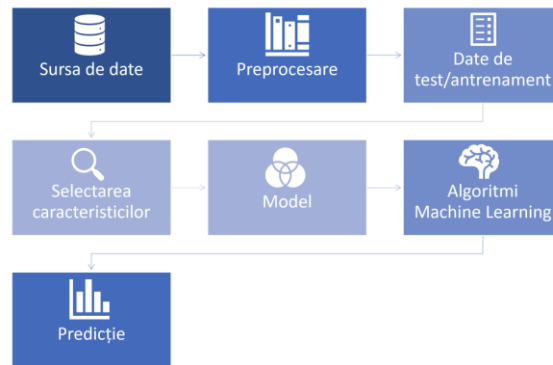 Sursa de date
Preprocesare
Date de
test/antrenament
Selectarea
caracteristicilor
Model
Algoritmi
Machine Learning
Predicție